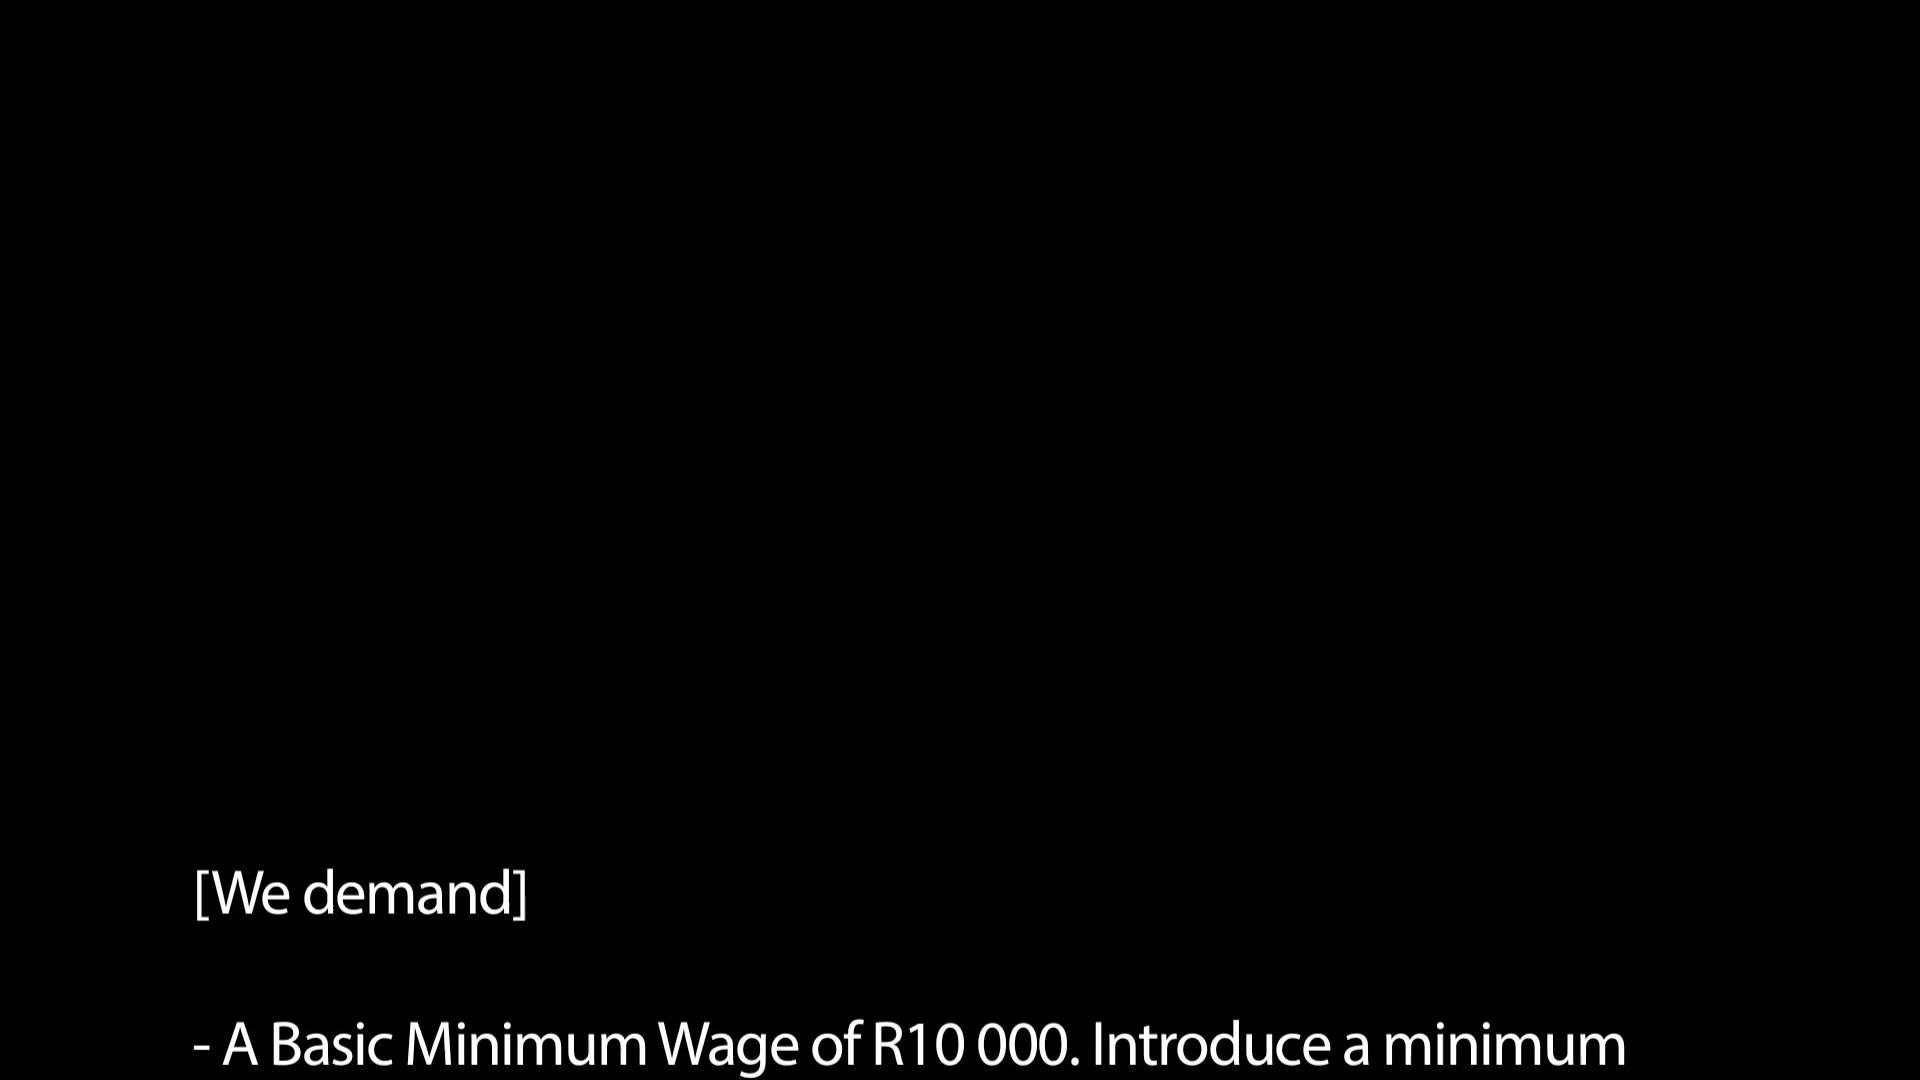 [We demand]
- A Basic Minimum Wage of R10 000. Introduce a minimum